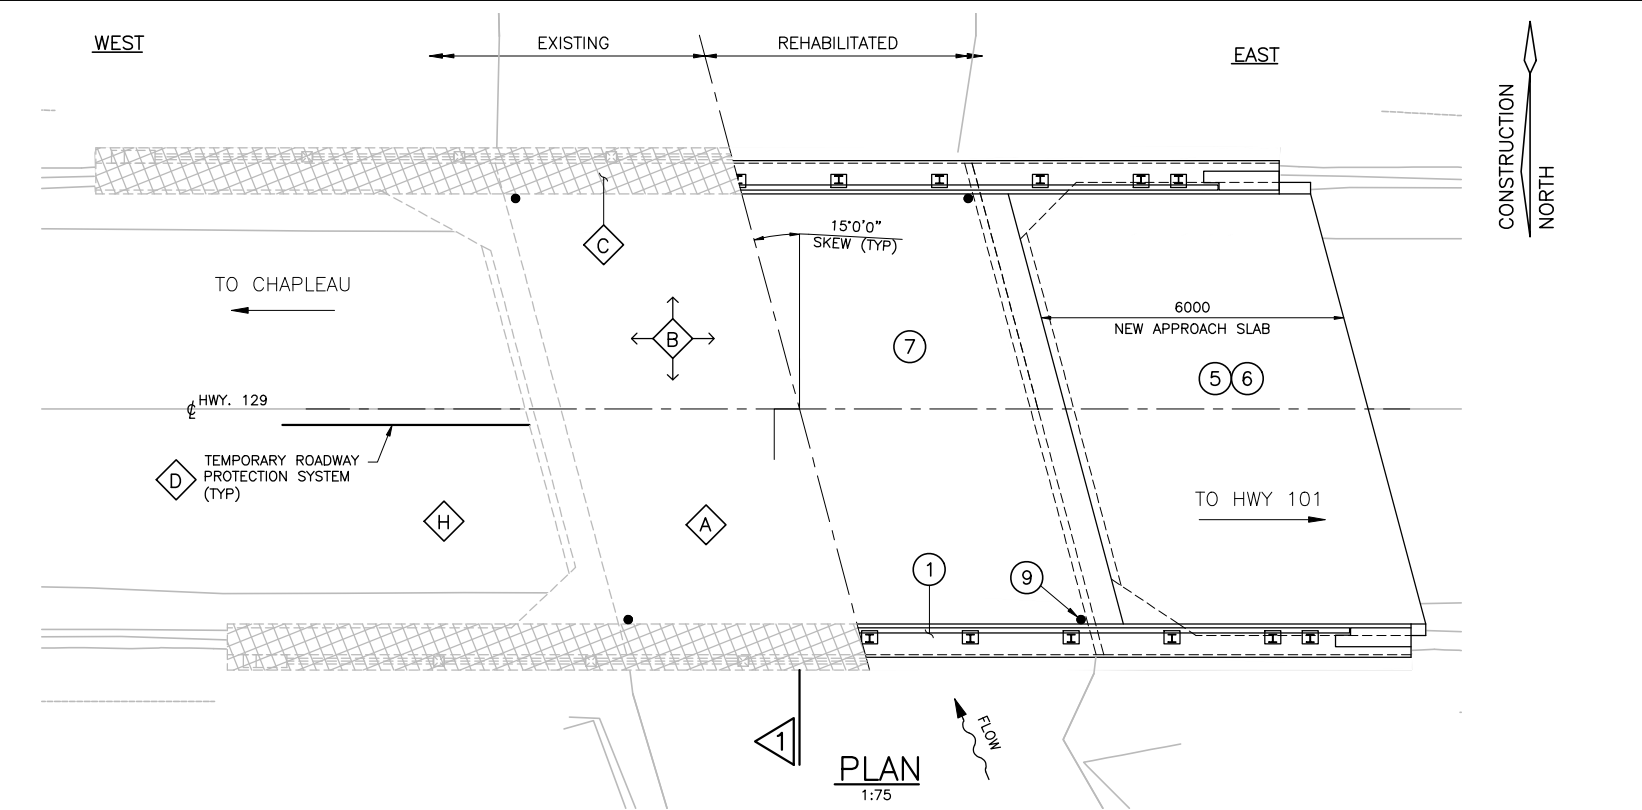 WEST
EXISTING
REHABILITATED
EAST
CONSTRUCTION
NORTH
C
15°0'0"
SKEW (TYP)
TO CHAPLEAU
B
7
6000
NEW APPROACH SLAB
5 6
℄ HWY. 129
D
TEMPORARY ROADWAY
PROTECTION SYSTEM
(TYP)
H
A
TO HWY 101
1
9
1
FLOW
PLAN
1:75